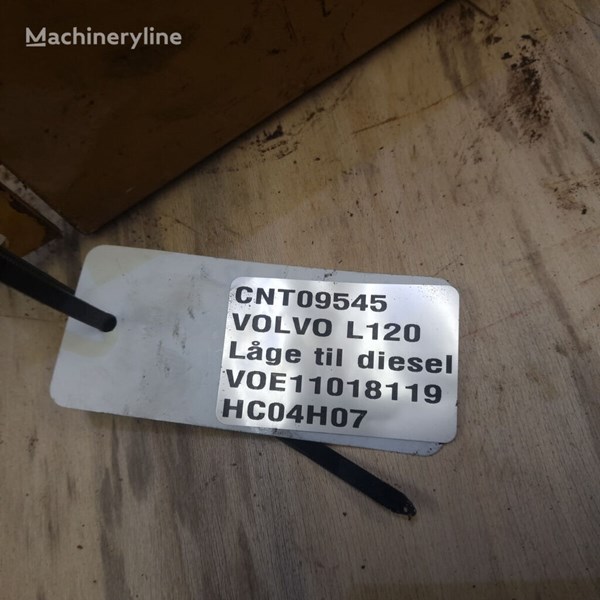 Machineryline
CNT09545
VOLVO L120
Låge til diesel
VOE11018119
HC04H07